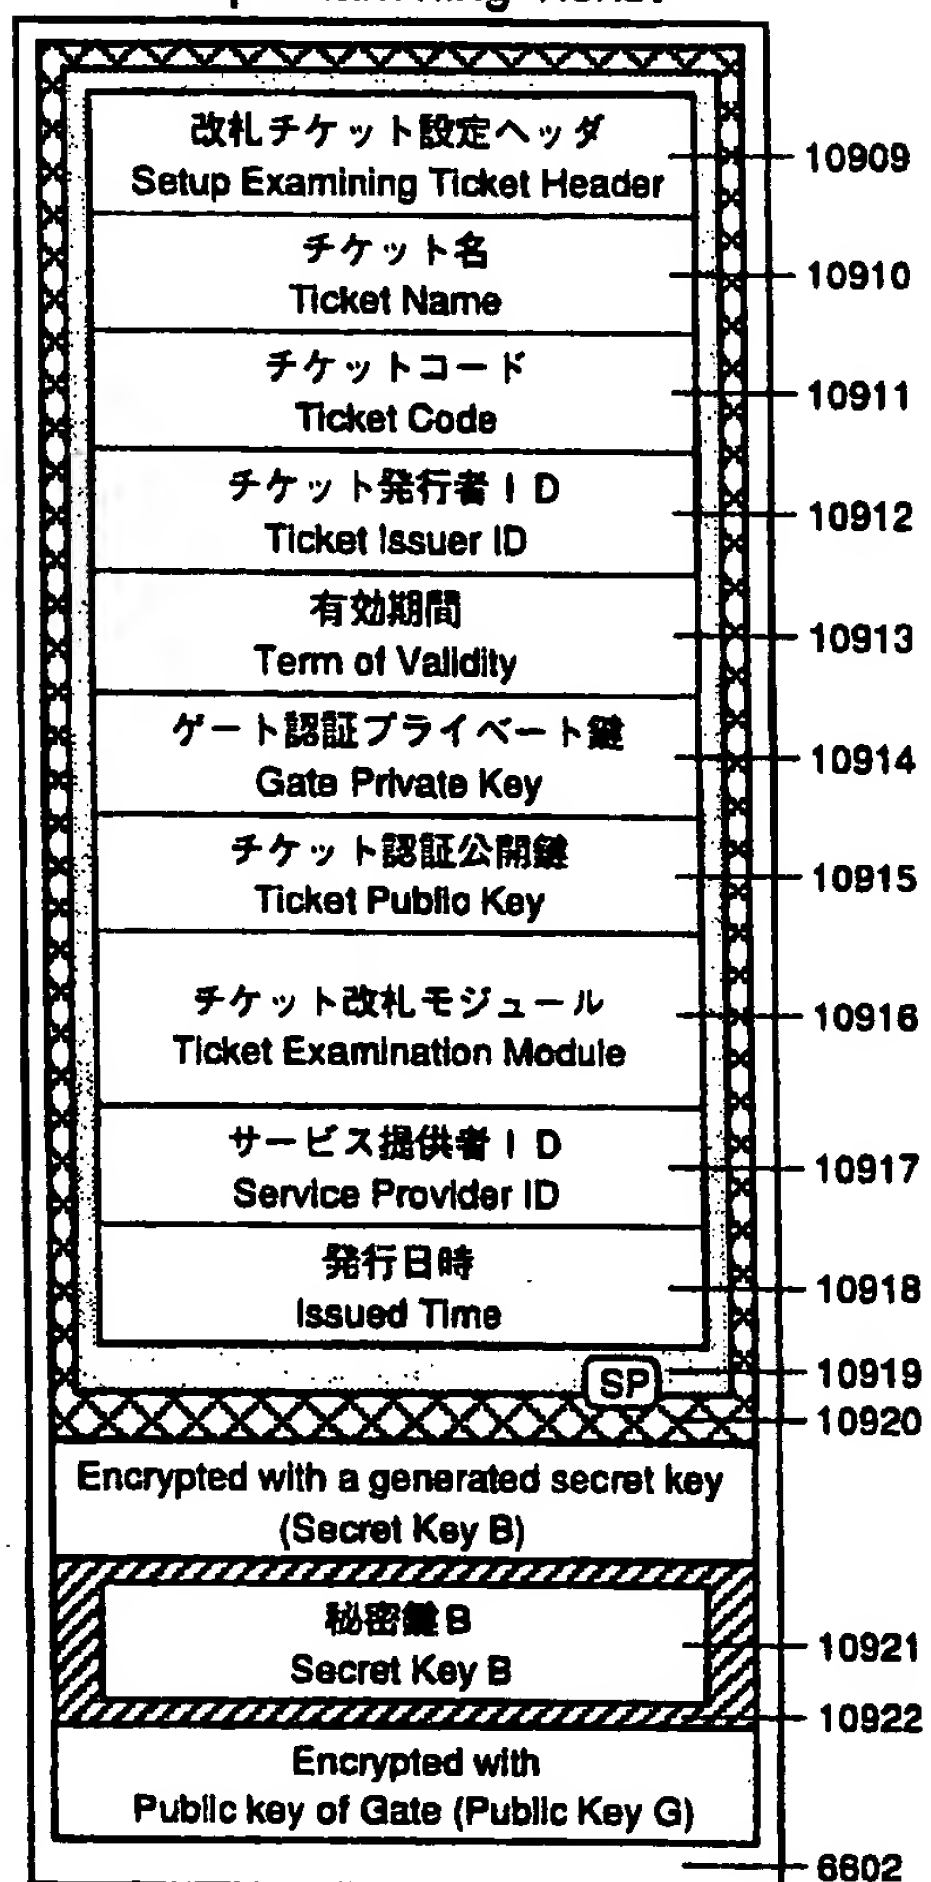 改札チケット設定ヘッダ
10909
Setup Examining Ticket Header
チケット名
10910
Ticket Name
チケットコード
10911
Ticket Code
チケット発行者ID
10912
Ticket Issuer ID
有効期間
10913
Term of Validity
ゲート認証プライベート鍵
10914
Gate Private Key
チケット認証公開鍵
10915
Ticket Public Key
チケット改札モジュール
10916
Ticket Examination Module
サービス提供者ID
10917
Service Provider ID
発行日時
10918
Issued Time
SP
10919
10920
Encrypted with a generated secret key
(Secret Key B)
秘密鍵B
10921
Secret Key B
10922
Encrypted with
Public key of Gate (Public Key G)
6602